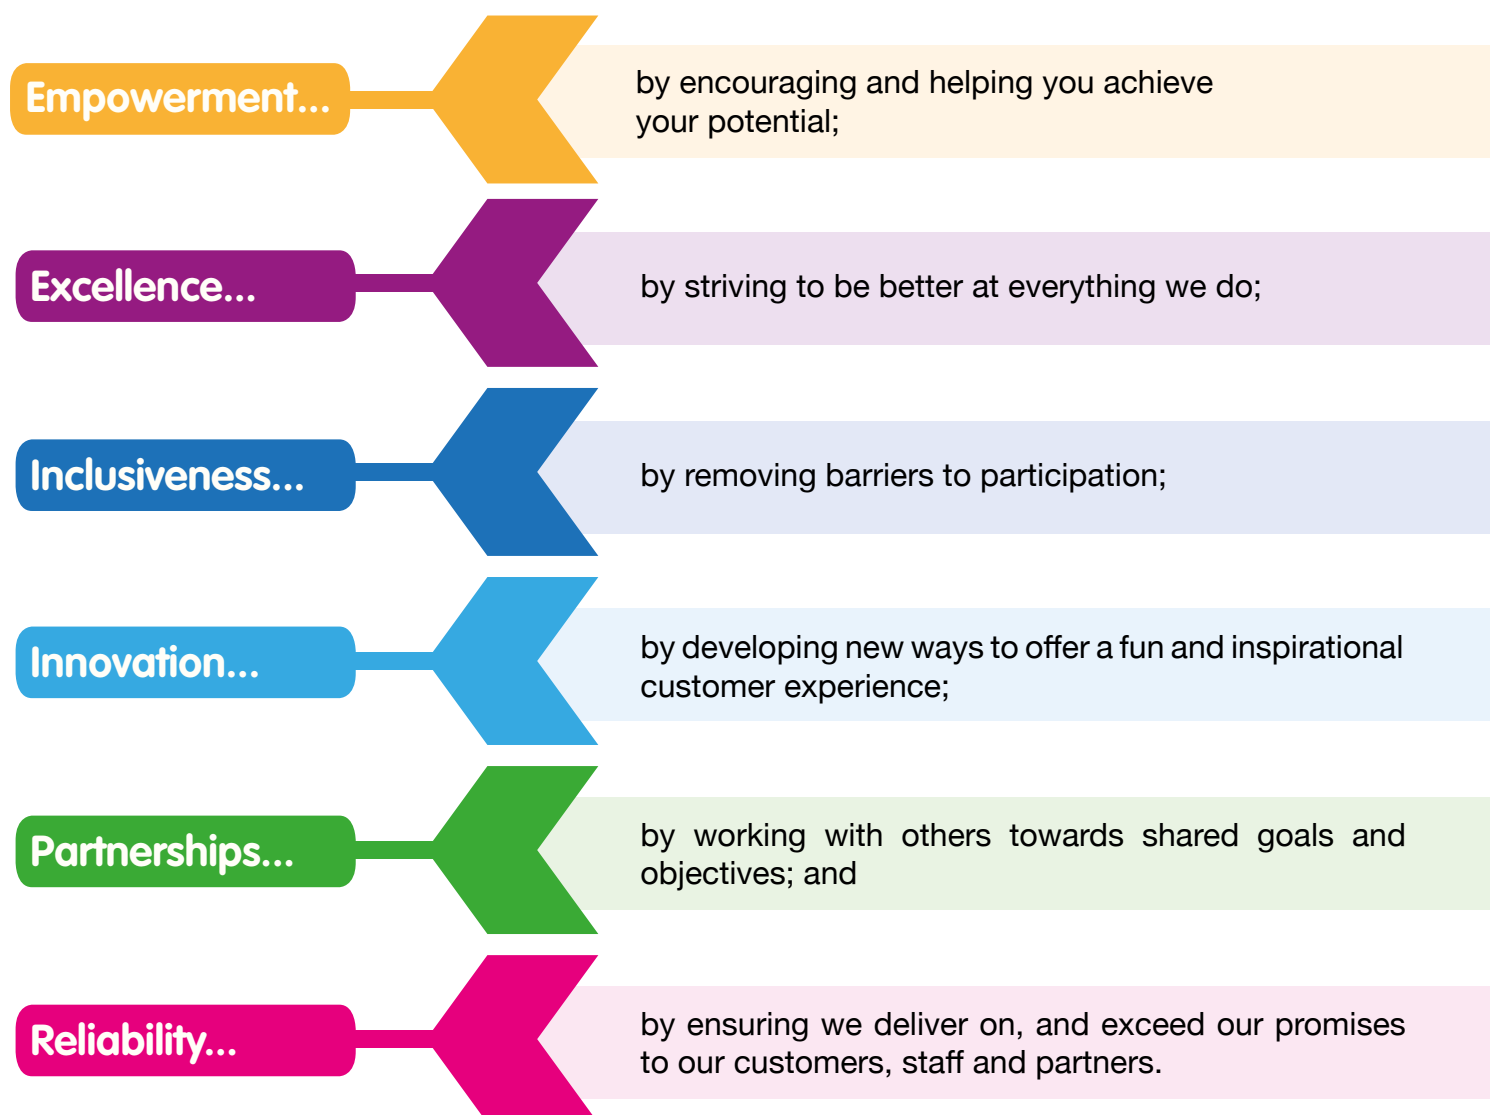 Empowerment...
by encouraging and helping you achieve
your potential;
Excellence...
by striving to be better at everything we do;
Inclusiveness...
by removing barriers to participation;
Innovation...
by developing new ways to offer a fun and inspirational
customer experience;
Partnerships...
by working with others towards shared goals and
objectives; and
Reliability...
by ensuring we deliver on, and exceed our promises
to our customers, staff and partners.